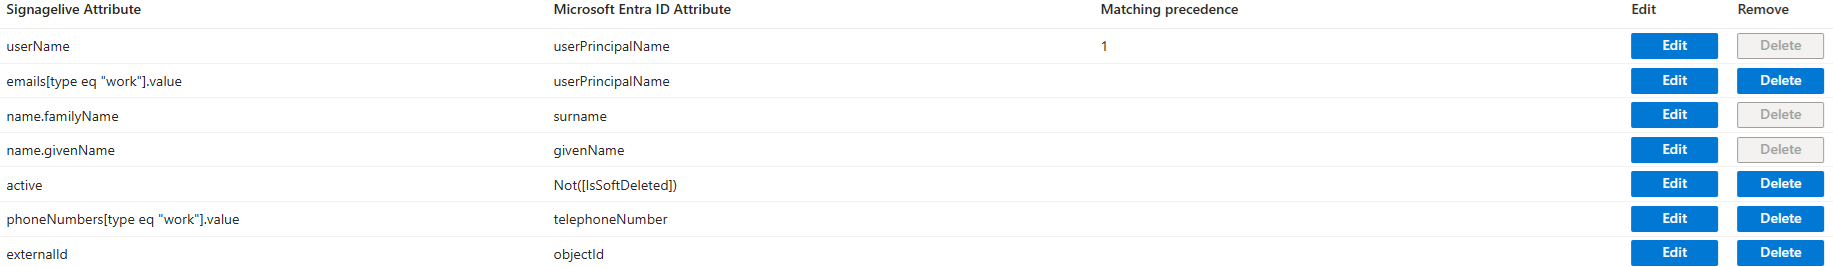 Signagelive Attribute Microsoft Entra ID Attribute Matching precedence Edit Remove
userName userPrincipalName 1 Edit Delete
emails[type eq "work"].value userPrincipalName Edit Delete
name.familyName surname Edit Delete
name.givenName givenName Edit Delete
active Not([IsSoftDeleted]) Edit Delete
phoneNumbers[type eq "work"].value telephoneNumber Edit Delete
externalId objectId Edit Delete